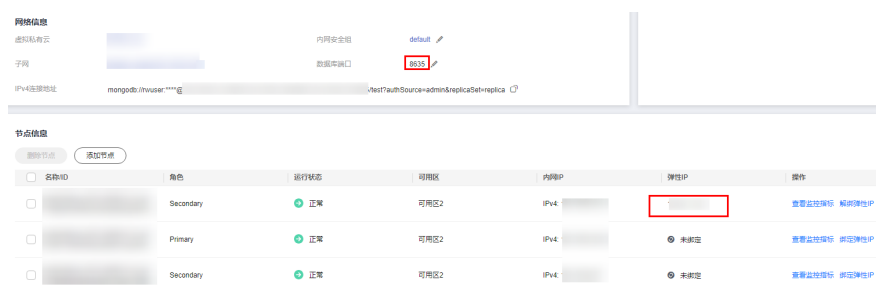 网络信息
虚拟私有云 内网安全组 default
子网 数据库端口 8635
IPv4连接地址 mongodb://rwuser:****@ /test?authSource=admin&replicaSet=replica
节点信息
删除节点 添加节点
名称/ID 角色 运行状态 可用区 内网IP 弹性IP 操作
Secondary 正常 可用区2 IPv4: 查看监控指标 解绑弹性IP
Primary 正常 可用区2 IPv4: 未绑定 查看监控指标 绑定弹性IP
Secondary 正常 可用区2 IPv4: 未绑定 查看监控指标 绑定弹性IP